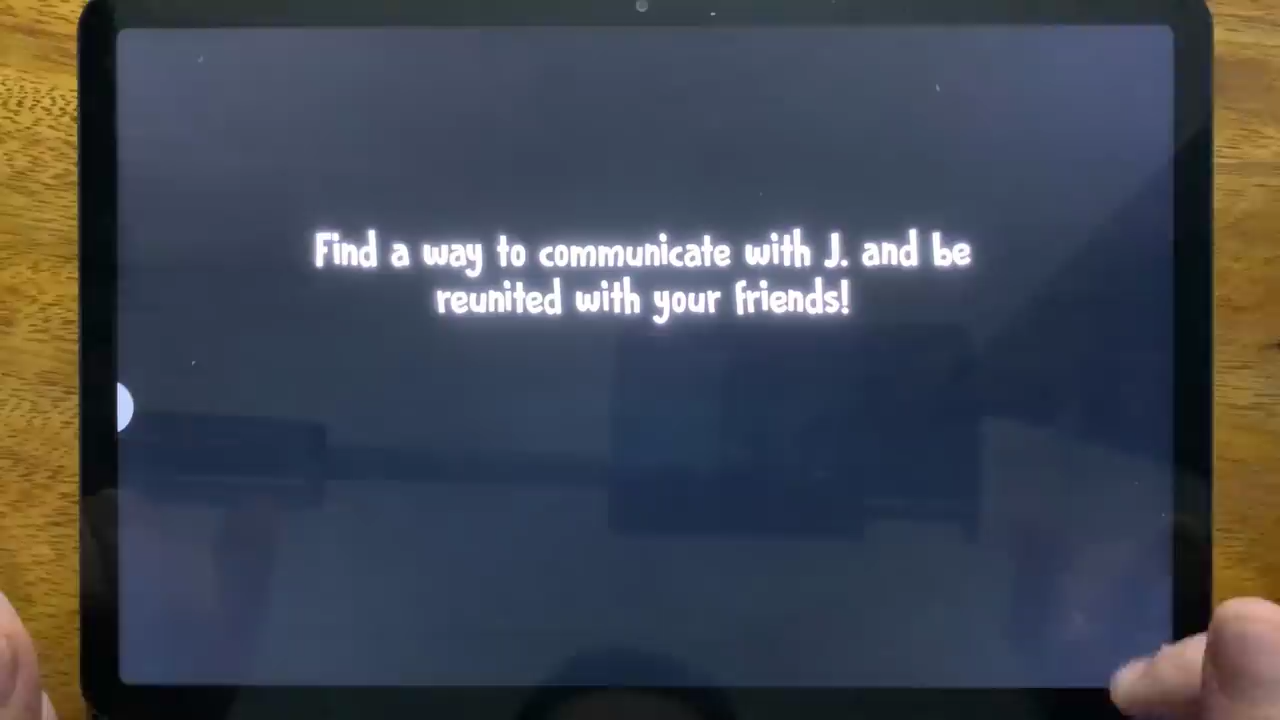 Find a way to communicate with J. and be
reunited with your friends!